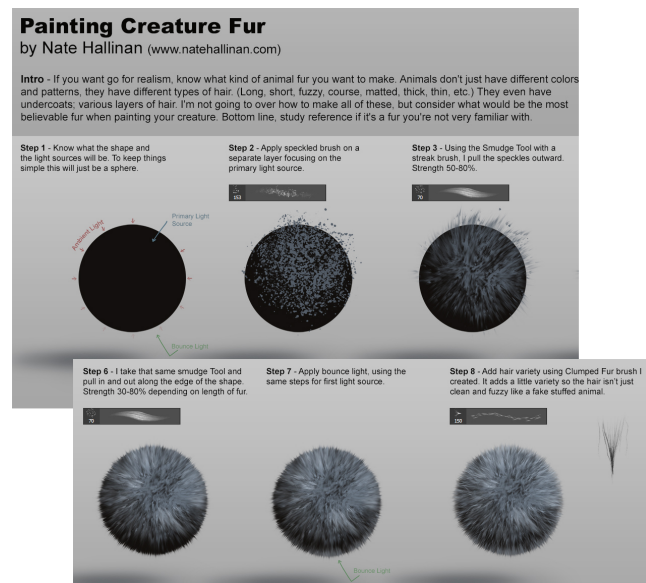 Painting Creature Fur
by Nate Hallinan (www.natehallinan.com)
Intro - If you want go for realism, know what kind of animal fur you want to make. Animals don't just have different colors
and patterns, they have different types of hair. (Long, short, fuzzy, course, matted, thick, thin, etc.) They even have
undercoats; various layers of hair. I'm not going to over how to make all of these, but consider what would be the most
believable fur when painting your creature. Bottom line, study reference if it's a fur you're not very familiar with.
Step 1 - Know what the shape and
the light sources will be. To keep things
simple this will just be a sphere.
Step 2 - Apply speckled brush on a
separate layer focusing on the
primary light source.
153
Step 3 - Using the Smudge Tool with a
streak brush, I pull the speckles outward.
Strength 50-80%.
70
Ambient Light
Primary Light
Source
Bounce Light
Step 6 - I take that same smudge Tool and
pull in and out along the edge of the shape.
Strength 30-80% depending on length of fur.
70
Step 7 - Apply bounce light, using the
same steps for first light source.
Step 8 - Add hair variety using Clumped Fur brush I
created. It adds a little variety so the hair isn't just
clean and fuzzy like a fake stuffed animal.
150
Bounce Light